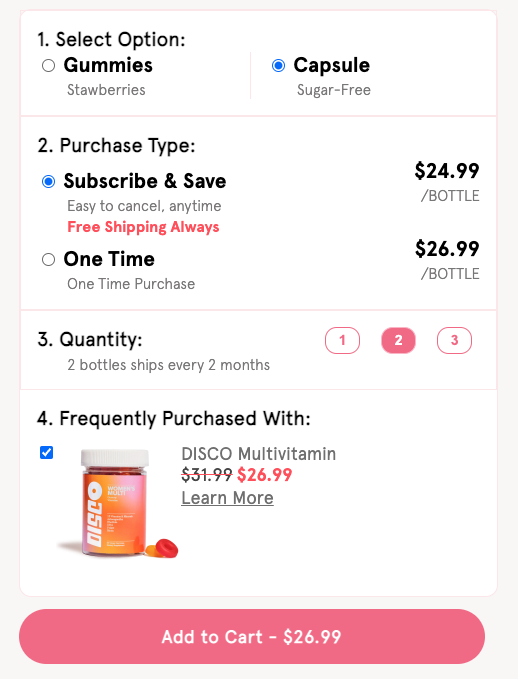 1. Select Option:
Gummies
Stawberries
Capsule
Sugar-Free
2. Purchase Type:
Subscribe & Save
Easy to cancel, anytime
Free Shipping Always
$24.99
/BOTTLE
One Time
One Time Purchase
$26.99
/BOTTLE
3. Quantity:
1 2 3
2 bottles ships every 2 months
4. Frequently Purchased With:
DISCO
WOMEN'S
MULTI
DISCO Multivitamin
$31.99 $26.99
Learn More
Add to Cart - $26.99